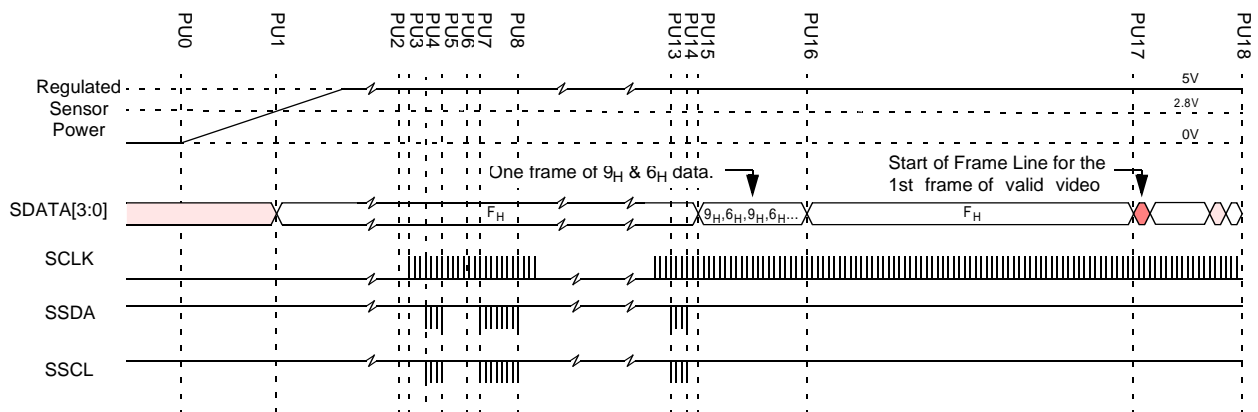 PU0
PU1
PU2
PU3
PU4
PU5
PU6
PU7
PU8
PU13
PU14
PU15
PU16
PU17
PU18
Regulated
Sensor
Power
5V
2.8V
0V
One frame of 9H & 6H data.
Start of Frame Line for the
1st frame of valid video
SDATA[3:0]
FH
9H,6H,9H,6H...
FH
SCLK
SSDA
SSCL